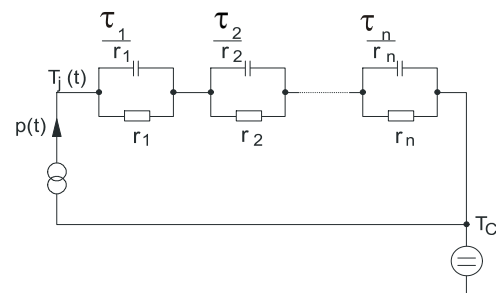 τ1/r1 τ2/r2 τn/rn
Tj(t)
p(t)
r1 r2 rn
TC